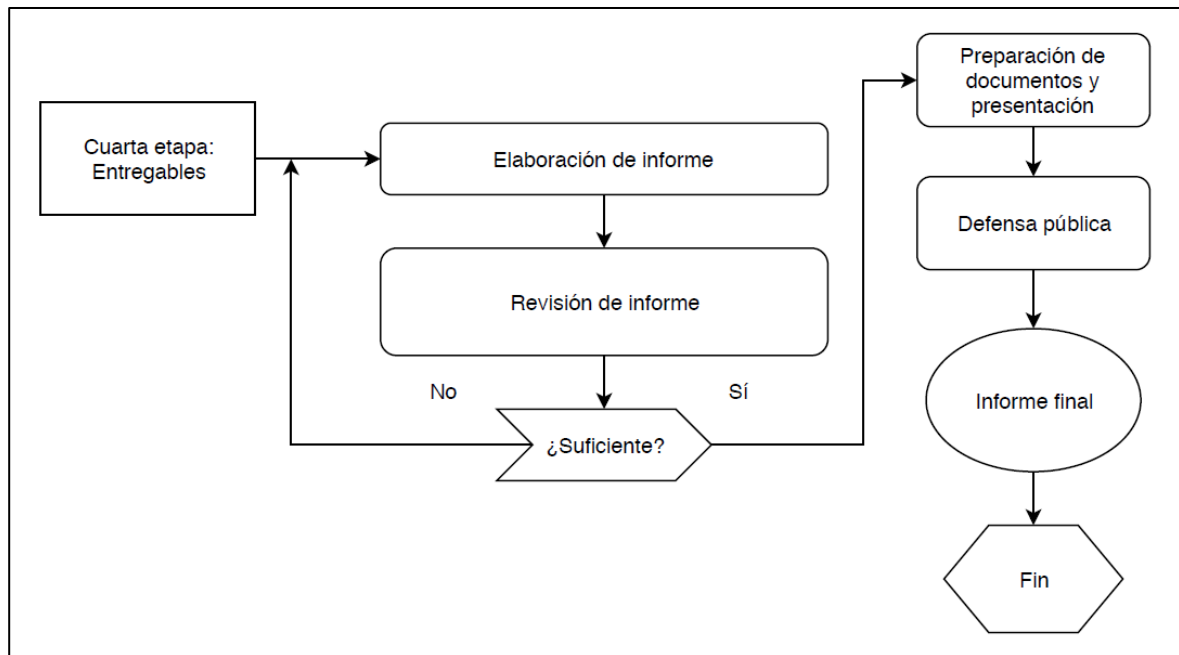 Cuarta etapa:
Entregables
Elaboración de informe
Revisión de informe
No
Sí
¿Suficiente?
Preparación de
documentos y
presentación
Defensa pública
Informe final
Fin